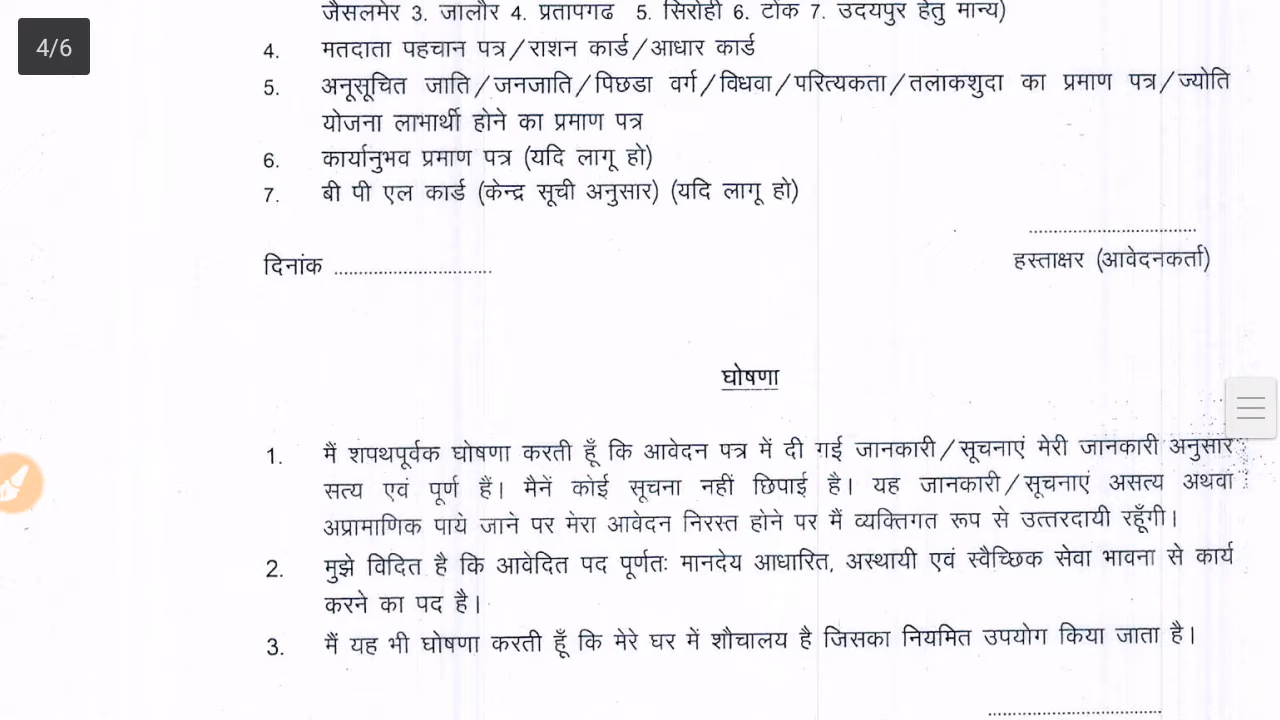 जैसलमेर 3. जालौर 4. प्रतापगढ 5. सिरोही 6. टोंक 7. उदयपुर हेतु मान्य)
4/6
4. मतदाता पहचान पत्र/राशन कार्ड/आधार कार्ड
5. अनूसूचित जाति/जनजाति/पिछडा वर्ग/विधवा/परित्यकता/तलाकशुदा का प्रमाण पत्र/ज्योति
योजना लाभार्थी होने का प्रमाण पत्र
6. कार्यानुभव प्रमाण पत्र (यदि लागू हो)
7. बी पी एल कार्ड (केन्द्र सूची अनुसार) (यदि लागू हो)
दिनांक ................................
हस्ताक्षर (आवेदनकर्ता)
घोषणा
1. मैं शपथपूर्वक घोषणा करती हूँ कि आवेदन पत्र में दी गई जानकारी/सूचनाएं मेरी जानकारी अनुसार
सत्य एवं पूर्ण हैं। मैनें कोई सूचना नहीं छिपाई है। यह जानकारी/सूचनाएं असत्य अथवा
अप्रामाणिक पाये जाने पर मेरा आवेदन निरस्त होने पर मैं व्यक्तिगत रूप से उत्तरदायी रहूँगी।
2. मुझे विदित है कि आवेदित पद पूर्णतः मानदेय आधारित, अस्थायी एवं स्वैच्छिक सेवा भावना से कार्य
करने का पद है।
3. मैं यह भी घोषणा करती हूँ कि मेरे घर में शौचालय है जिसका नियमित उपयोग किया जाता है।